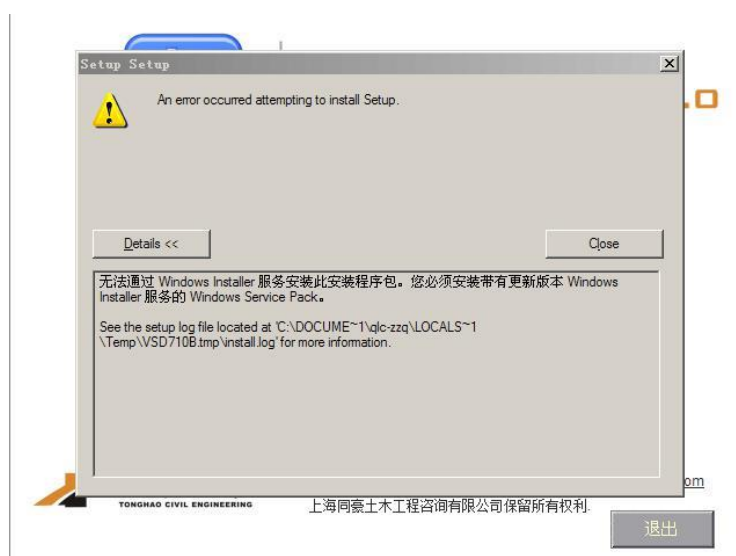 Setup Setup
An error occurred attempting to install Setup.
Details <<
Close
无法通过 Windows Installer 服务安装此安装程序包。您必须安装带有更新版本 Windows
Installer 服务的 Windows Service Pack。
See the setup log file located at 'C:\DOCUME~1\qlc-zzq\LOCALS~1
\Temp\VSD710B.tmp\install.log' for more information.
om
TONGHAO CIVIL ENGINEERING
上海同豪土木工程咨询有限公司保留所有权利.
退出